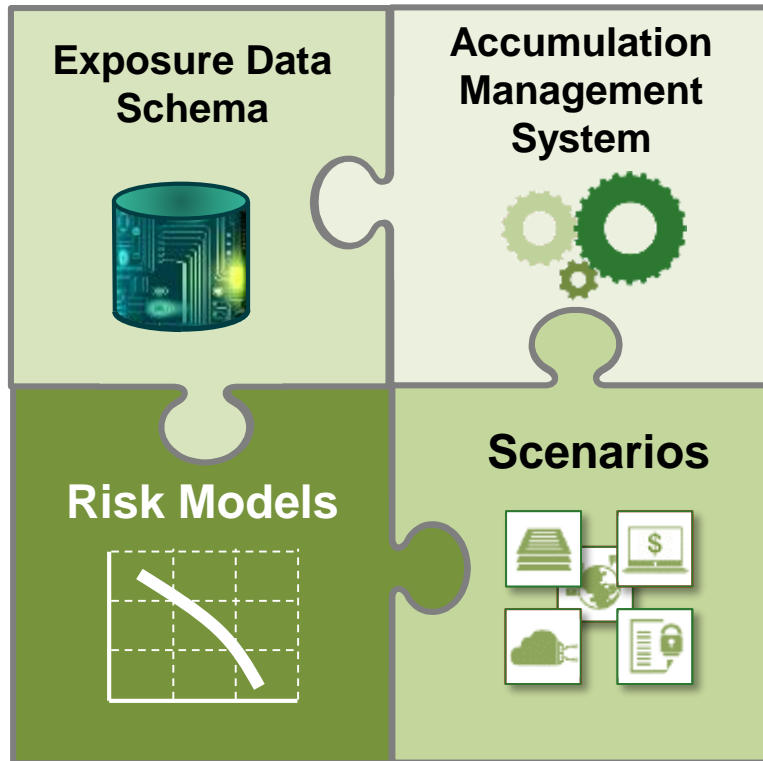 Exposure Data
Schema
Accumulation
Management
System
Risk Models
Scenarios
$